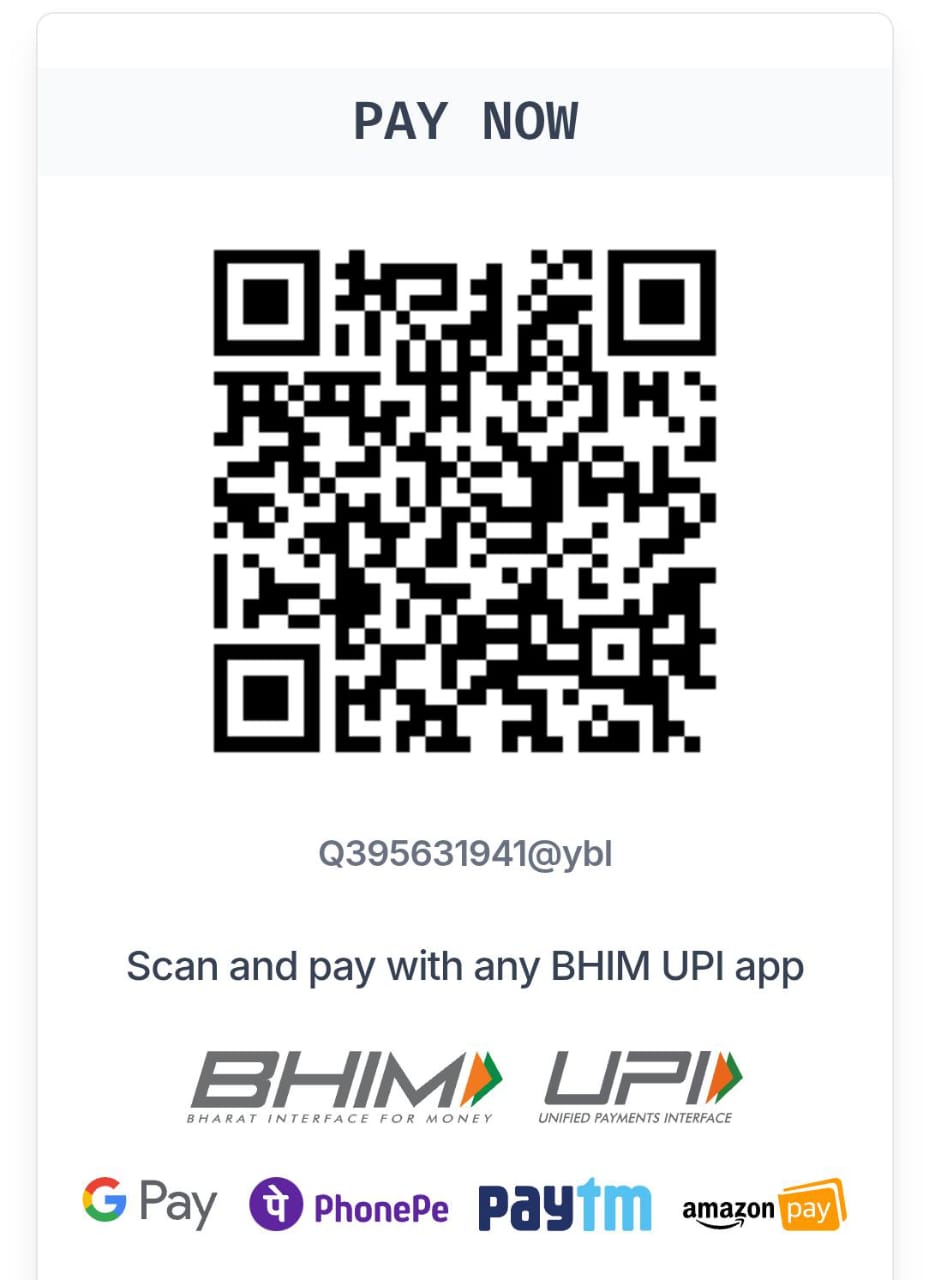 PAY NOW
Q395631941@ybl
Scan and pay with any BHIM UPI app
BHIM UPI
BHARAT INTERFACE FOR MONEY UNIFIED PAYMENTS INTERFACE
G Pay पे PhonePe paytm amazon pay